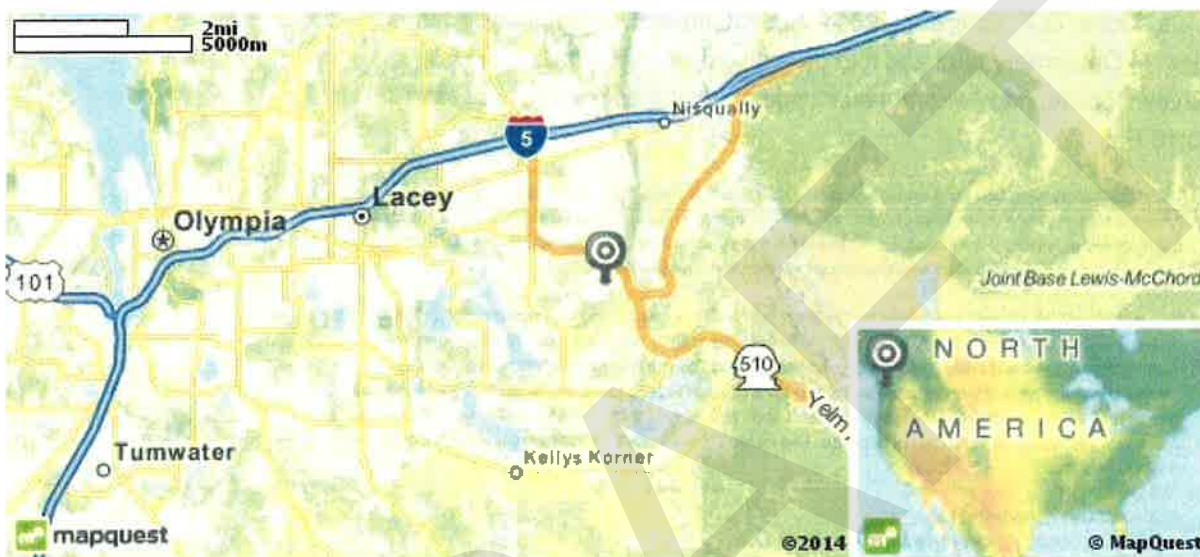 2mi
5000m
Nisqually
5
Lacey
Olympia
101
Joint Base Lewis-McChord
NORTH
AMERICA
510
Yelm
Tumwater
Kellys Korner
mapquest
©2014
© MapQuest